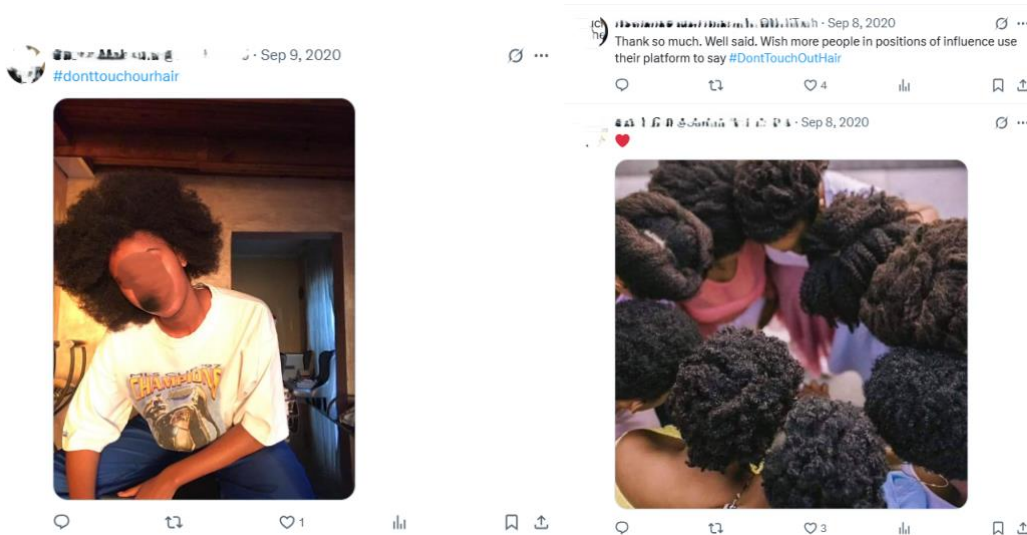 · Sep 9, 2020
#donttouchourhair
CHAMPIONS
1
· Sep 8, 2020
Thank so much. Well said. Wish more people in positions of influence use
their platform to say #DontTouchOutHair
4
· Sep 8, 2020
3